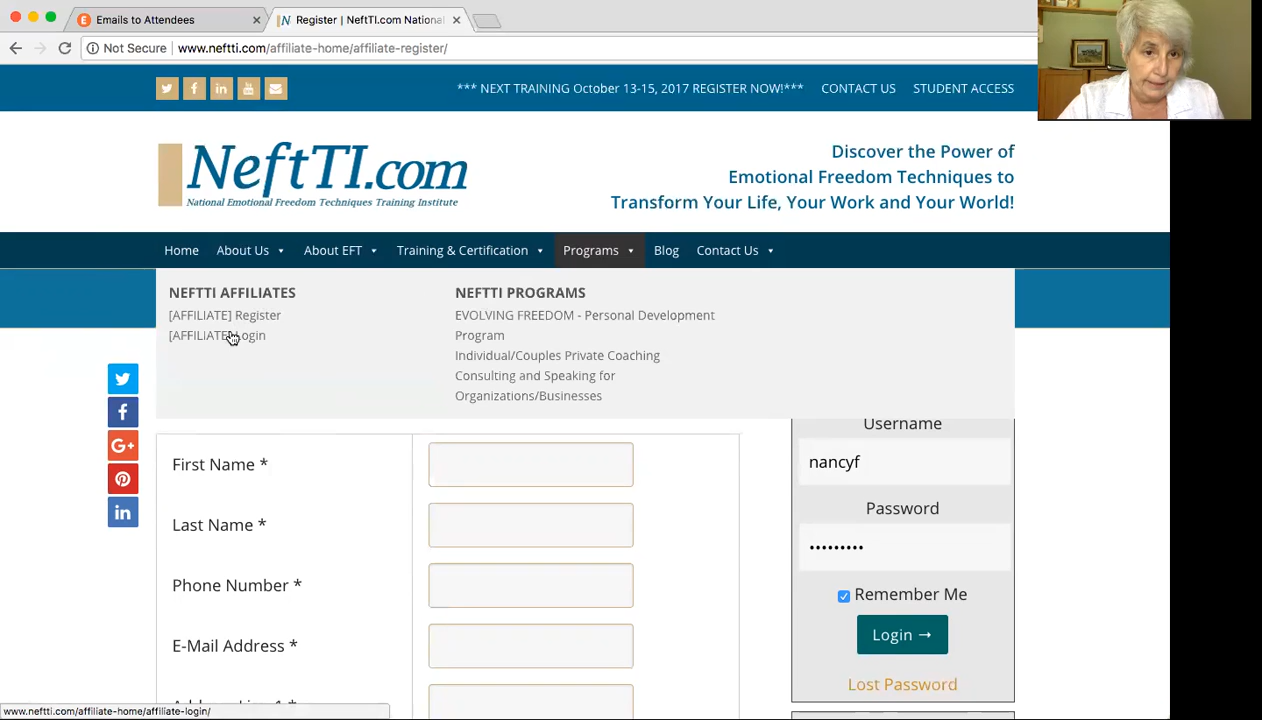 Emails to Attendees
Register | NeftTI.com National
Not Secure www.neftti.com/affiliate-home/affiliate-register/
*** NEXT TRAINING October 13-15, 2017 REGISTER NOW!*** CONTACT US STUDENT ACCESS
NeftTI.com
National Emotional Freedom Techniques Training Institute
Discover the Power of
Emotional Freedom Techniques to
Transform Your Life, Your Work and Your World!
Home About Us About EFT Training & Certification Programs Blog Contact Us
NEFTTI AFFILIATES
[AFFILIATE] Register
[AFFILIATE] Login
NEFTTI PROGRAMS
EVOLVING FREEDOM - Personal Development
Program
Individual/Couples Private Coaching
Consulting and Speaking for
Organizations/Businesses
First Name *
Last Name *
Phone Number *
E-Mail Address *
Username
nancyf
Password
•••••••••
Remember Me
Login →
Lost Password
www.neftti.com/affiliate-home/affiliate-login/